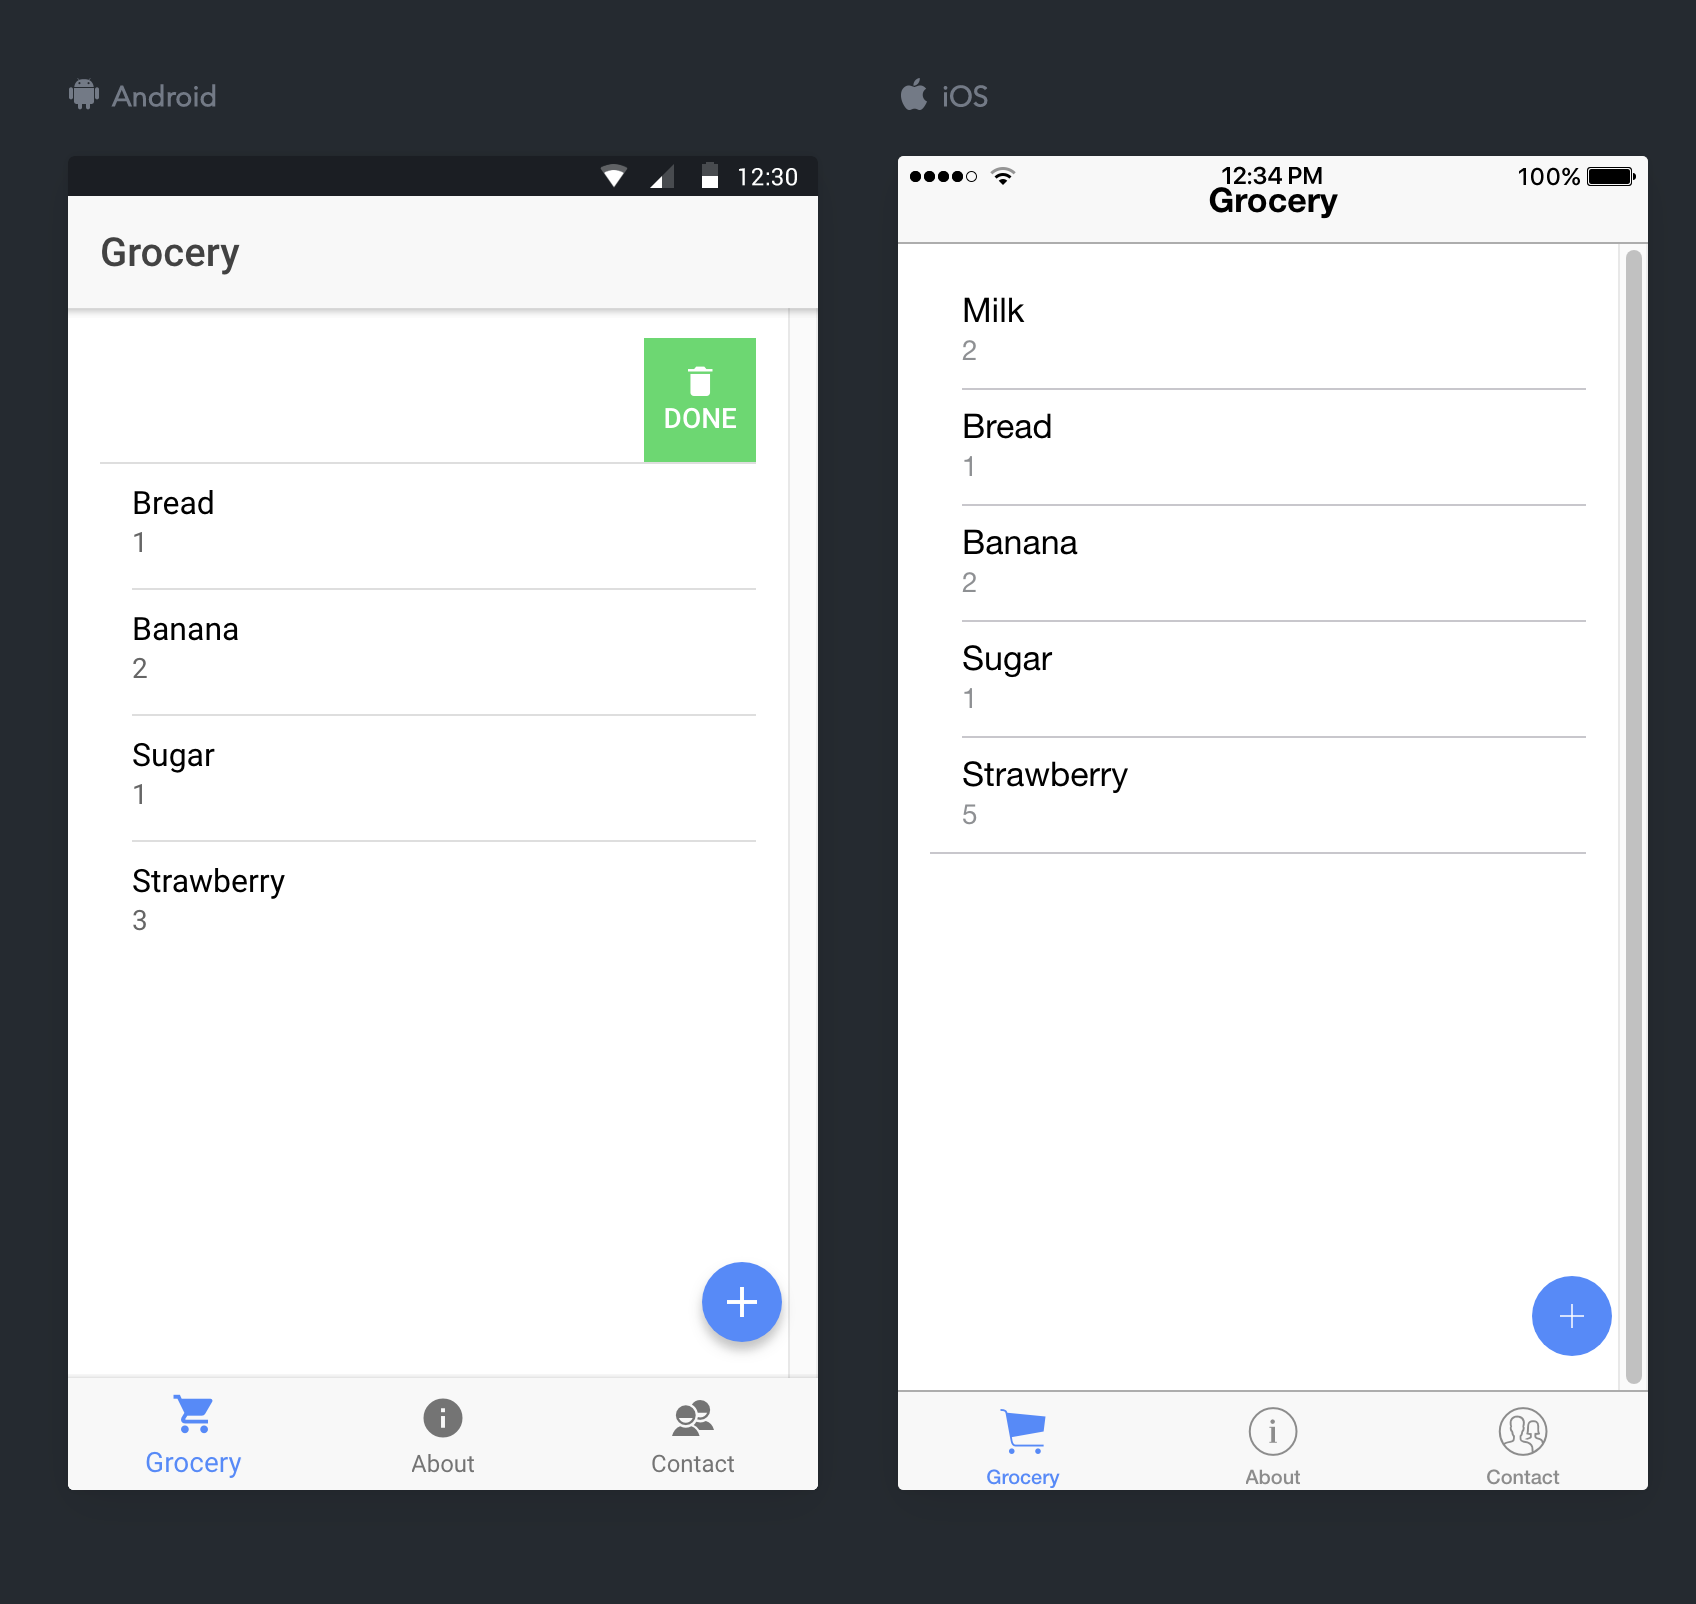 Android
12:30
Grocery
DONE
Bread
1
Banana
2
Sugar
1
Strawberry
3
Grocery
About
Contact
iOS
12:34 PM
100%
Grocery
Milk
2
Bread
1
Banana
2
Sugar
1
Strawberry
5
Grocery
About
Contact